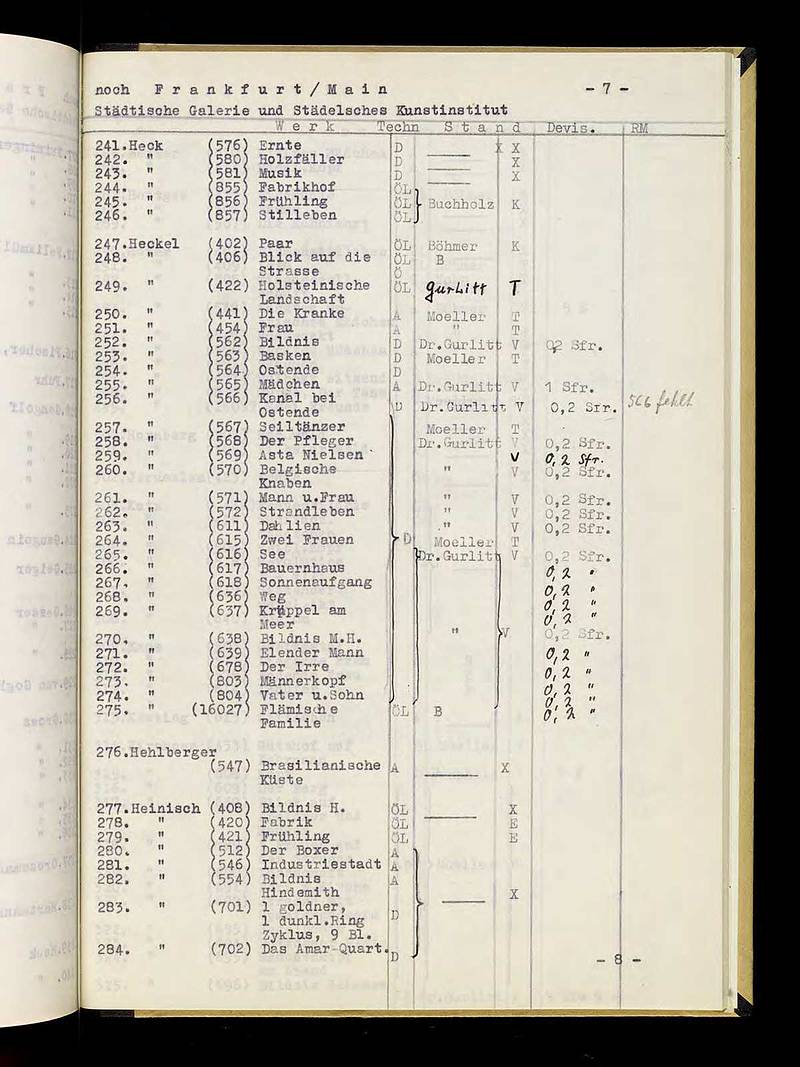 noch Frankfurt/Main - 7 -
Städtische Galerie und Städelsches Kunstinstitut
Werk Techn Stand Devis. RM
241.Heck (576) Ernte D X X
242. " (580) Holzfäller D X
243. " (581) Musik D X
244. " (855) Fabrikhof ÖL
245. " (856) Frühling ÖL Buchholz K
246. " (857) Stilleben ÖL
247.Heckel (402) Paar ÖL Böhmer K
248. " (406) Blick auf die ÖL B
Strasse Ö
249. " (422) Holsteinische ÖL Gurlitt T
Landschaft
250. " (441) Die Kranke A Moeller T
251. " (454) Frau A " T
252. " (562) Bildnis D Dr.Gurlitt V 0,2 Sfr.
253. " (563) Basken D Moeller T
254. " (564) Ostende D
255. " (565) Mädchen A Dr.Gurlitt V 1 Sfr.
256. " (566) Kanal bei D Dr.Gurlitt V 0,2 Sfr. 566 fehlt
Ostende
257. " (567) Seiltänzer Moeller T
258. " (568) Der Pfleger Dr.Gurlitt V 0,2 Sfr.
259. " (569) Asta Nielsen V 0,2 Sfr.
260. " (570) Belgische " V 0,2 Sfr.
Knaben
261. " (571) Mann u.Frau " V 0,2 Sfr.
262. " (572) Strandleben " V 0,2 Sfr.
263. " (611) Dahlien " V 0,2 Sfr.
264. " (615) Zwei Frauen D Moeller T
265. " (616) See Dr.Gurlitt V 0,2 Sfr.
266. " (617) Bauernhaus 0,2 "
267. " (618) Sonnenaufgang 0,2 "
268. " (636) Weg 0,2 "
269. " (637) Krüppel am 0,2 "
Meer
270. " (638) Bildnis M.H. " V 0,2 Sfr.
271. " (639) Elender Mann 0,2 "
272. " (678) Der Irre 0,2 "
273. " (803) Männerkopf 0,2 "
274. " (804) Vater u.Sohn 0,2 "
275. " (16027) Flämische ÖL B 0,2 "
Familie
276.Hehlberger
(547) Brasilianische A X
Küste
277.Heinisch (408) Bildnis H. ÖL X
278. " (420) Fabrik ÖL E
279. " (421) Frühling ÖL E
280. " (512) Der Boxer A
281. " (546) Industriestadt A
282. " (554) Bildnis A
Hindemith X
283. " (701) 1 goldner,
1 dunkl.Ring D
Zyklus, 9 Bl.
284. " (702) Das Amar-Quart. D
- 8 -